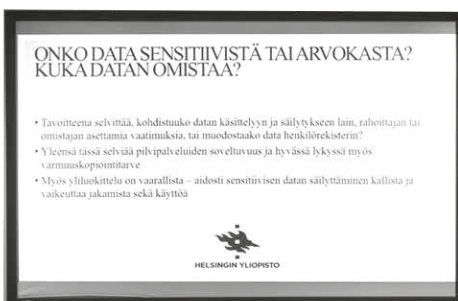 ONKO DATA SENSITIIVISTÄ TAI ARVOKASTA?
KUKA DATAN OMISTAA?
• Tavoitteena selvittää, kohdistuuko datan käsittelyyn ja säilytykseen lain, rahoittajan tai
omistajan asettamia vaatimuksia, tai muodostaako data henkilörekisterin?
• Yleensä tässä selviää pilvipalveluiden soveltuvuus ja hyvässä lykyssä myös
varmuuskopiointitarve
• Myös yliluokittelu on vaarallista – aidosti sensitiivisen datan säilyttäminen kallista ja
vaikeuttaa jakamista sekä käyttöä
HELSINGIN YLIOPISTO